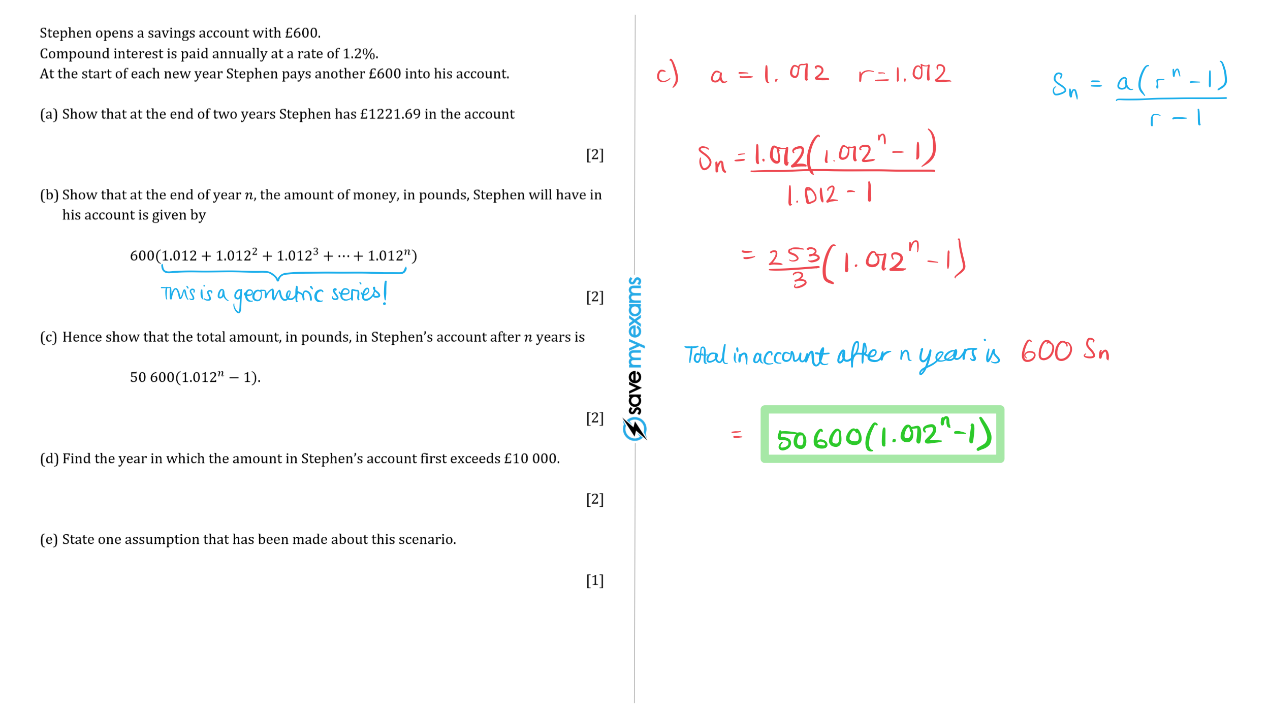 Stephen opens a savings account with £600.
Compound interest is paid annually at a rate of 1.2%.
At the start of each new year Stephen pays another £600 into his account.
(a) Show that at the end of two years Stephen has £1221.69 in the account
[2]
(b) Show that at the end of year n, the amount of money, in pounds, Stephen will have in
his account is given by
600(1.012 + 1.012² + 1.012³ + ⋯ + 1.012ⁿ)
This is a geometric series!
[2]
(c) Hence show that the total amount, in pounds, in Stephen's account after n years is
50 600(1.012ⁿ − 1).
[2]
(d) Find the year in which the amount in Stephen's account first exceeds £10 000.
[2]
(e) State one assumption that has been made about this scenario.
[1]
savemyexams
c) a = 1.012 r = 1.012
Sₙ = a(rⁿ − 1)
r − 1
Sₙ = 1.012(1.012ⁿ − 1)
1.012 − 1
= 253/3 (1.012ⁿ − 1)
Total in account after n years is 600 Sₙ
= 50 600(1.012ⁿ − 1)